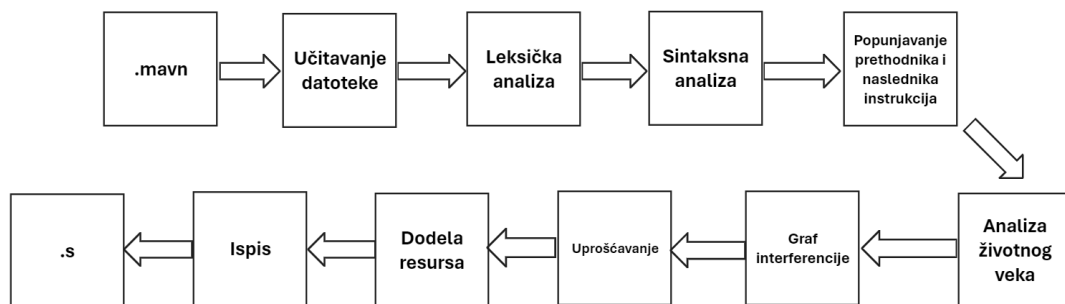 .mavn
Učitavanje
datoteke
Leksička
analiza
Sintaksna
analiza
Popunjavanje
prethodnika i
naslednika
instrukcija
Analiza
životnog
veka
Graf
interferencije
Uprošćavanje
Dodela
resursa
Ispis
.s